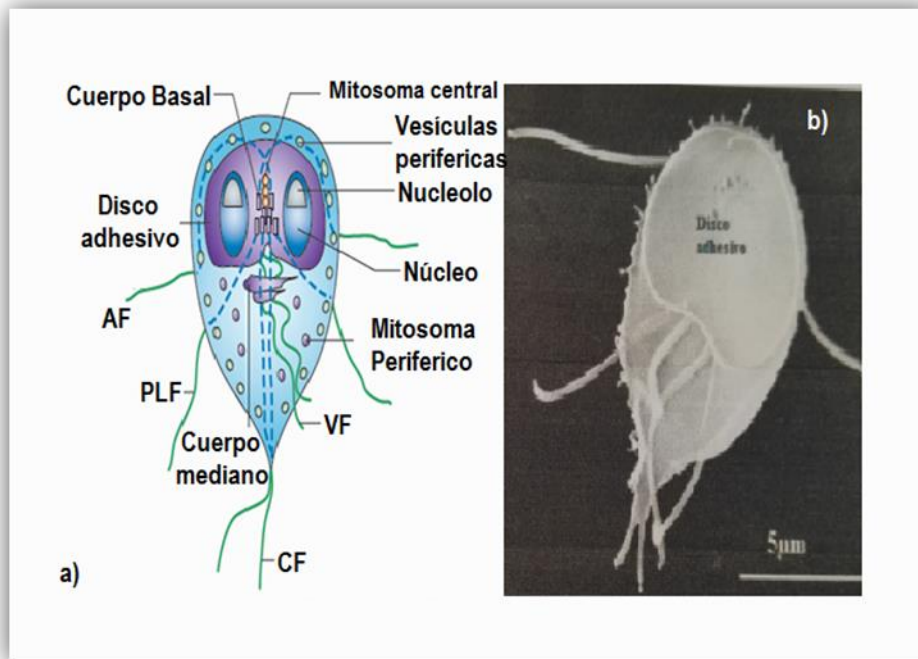 Cuerpo Basal
Mitosoma central
Vesículas
perifericas
Nucleolo
Disco
adhesivo
Núcleo
AF
Mitosoma
Periferico
PLF
VF
Cuerpo
mediano
CF
a)
b)
Disco
adhesivo
5µm